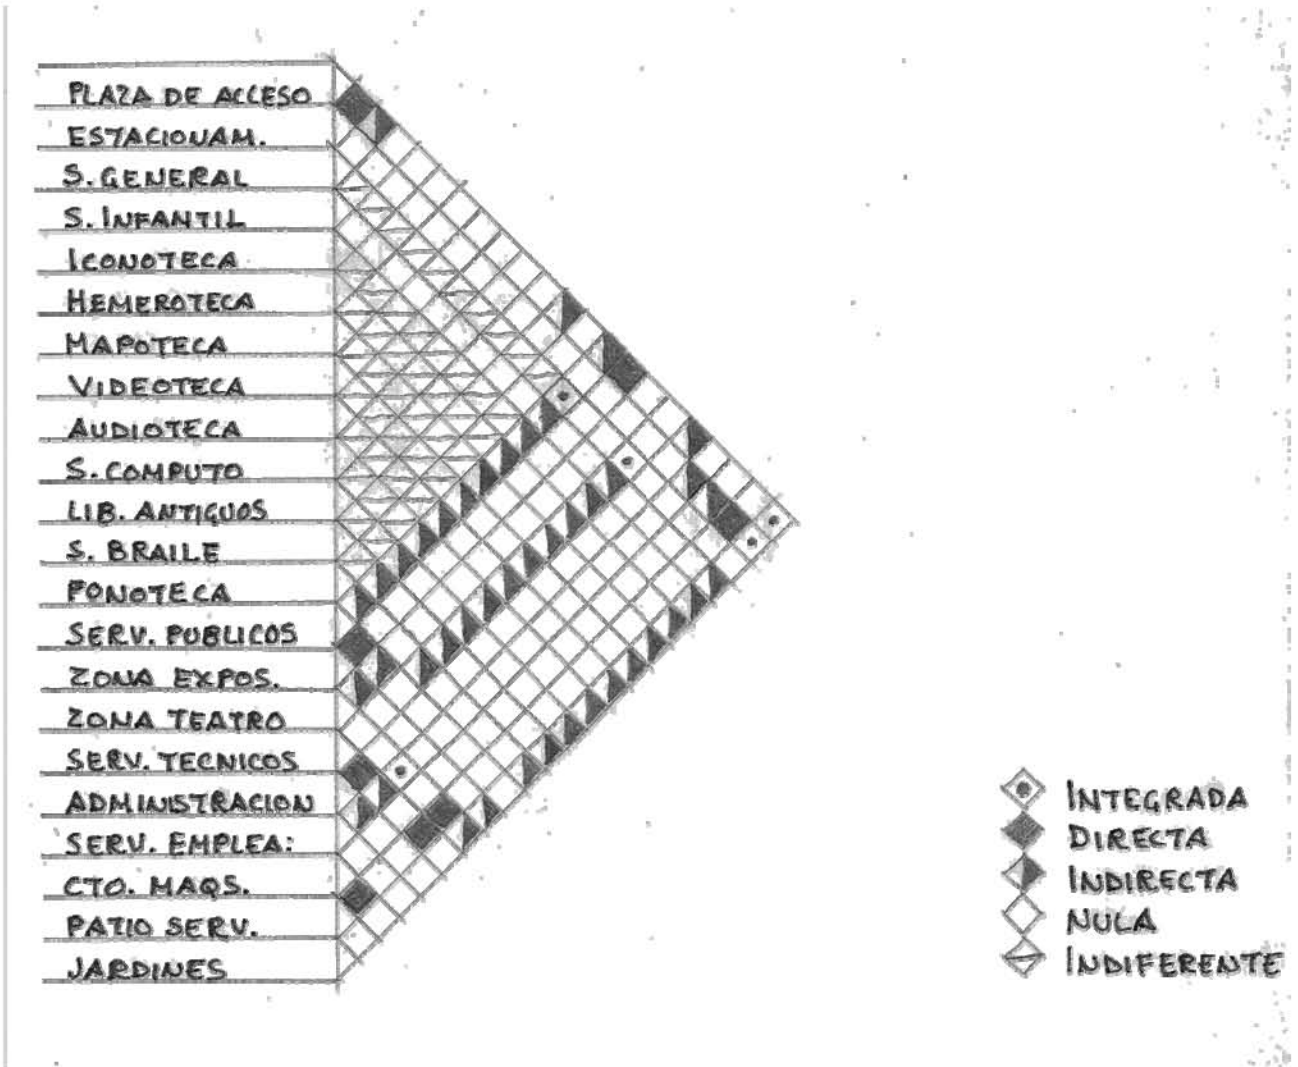 PLAZA DE ACCESO
ESTACIONAM.
S. GENERAL
S. INFANTIL
ICONOTECA
HEMEROTECA
MAPOTECA
VIDEOTECA
AUDIOTECA
S. COMPUTO
LIB. ANTIGUOS
S. BRAILE
FONOTECA
SERV. PUBLICOS
ZONA EXPOS.
ZONA TEATRO
SERV. TECNICOS
ADMINISTRACION
SERV. EMPLEA:
CTO. MAQS.
PATIO SERV.
JARDINES
INTEGRADA
DIRECTA
INDIRECTA
NULA
INDIFERENTE